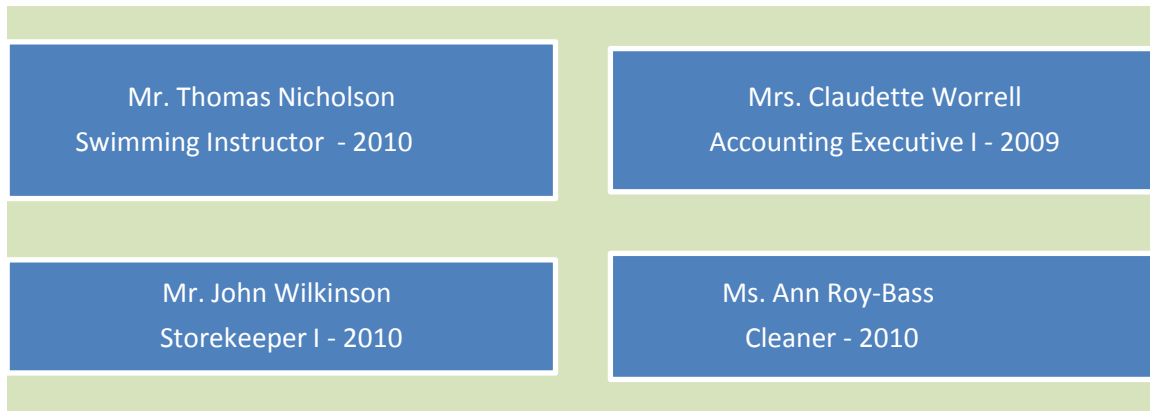 Mr. Thomas Nicholson
Swimming Instructor - 2010
Mrs. Claudette Worrell
Accounting Executive I - 2009
Mr. John Wilkinson
Storekeeper I - 2010
Ms. Ann Roy-Bass
Cleaner - 2010